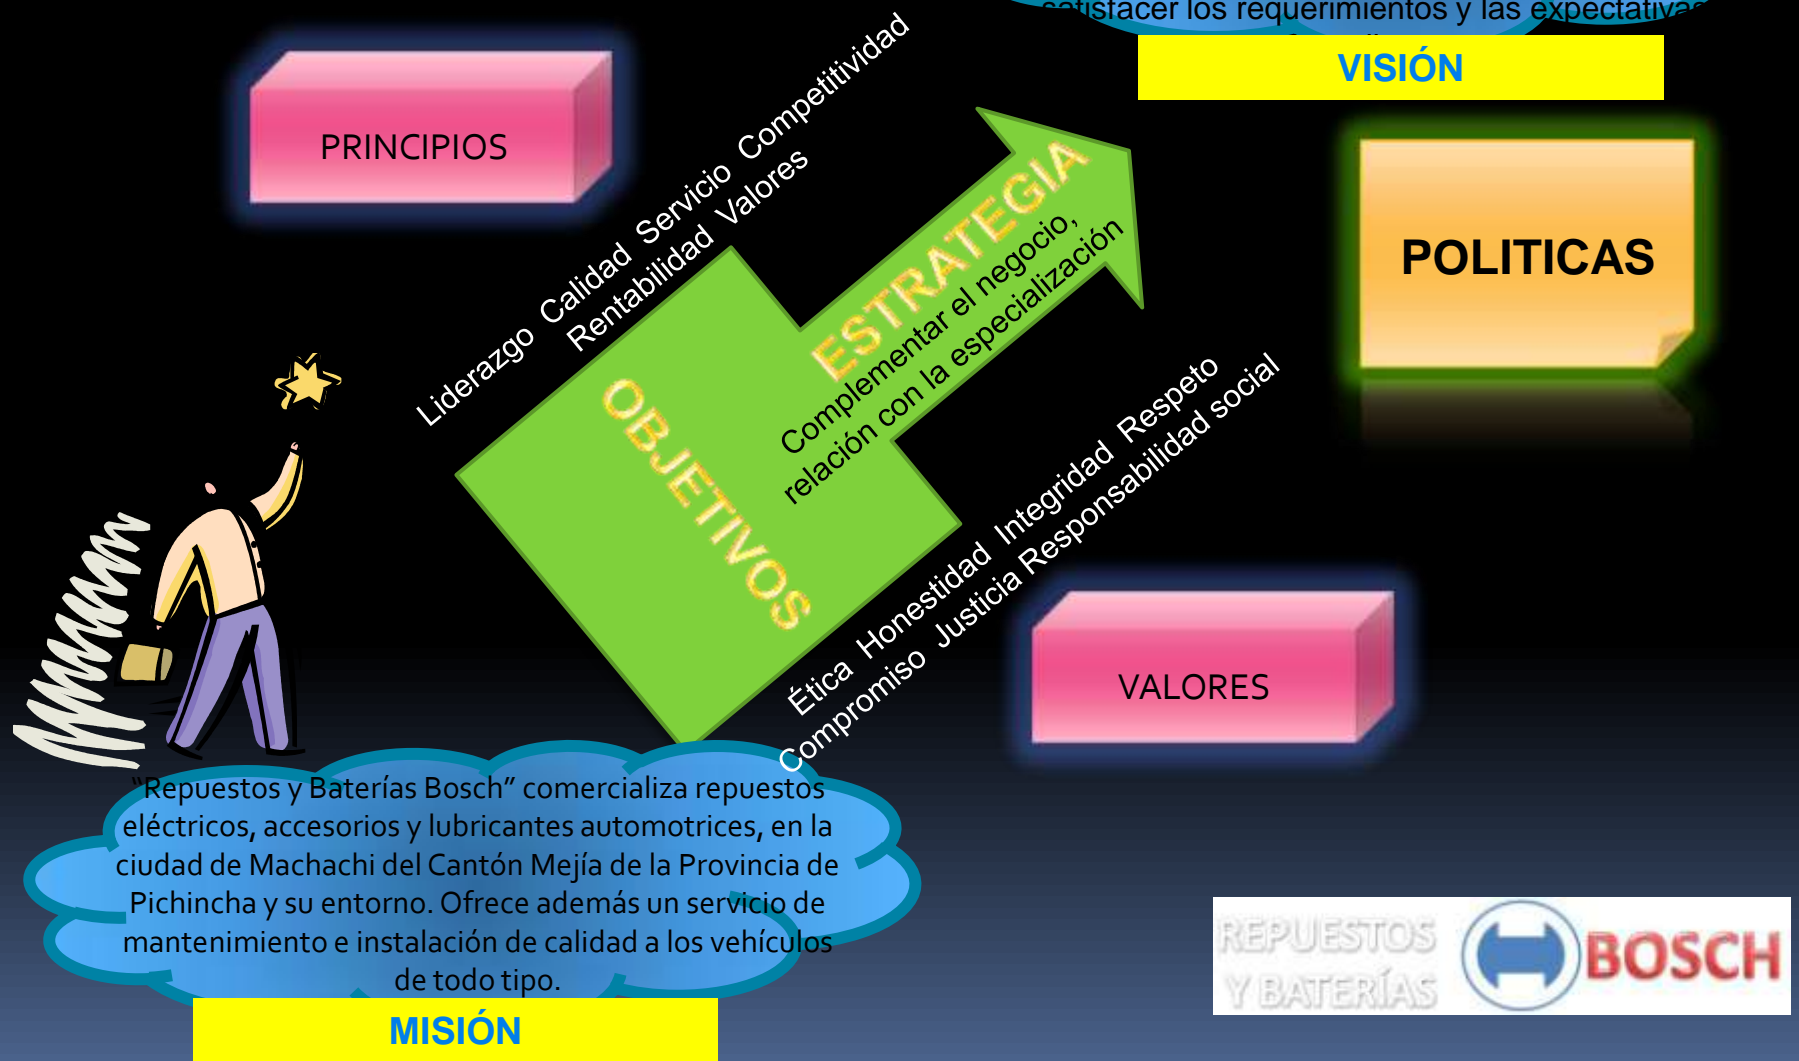 satisfacer los requerimientos y las expectativas
VISIÓN
PRINCIPIOS
Liderazgo Calidad Servicio Competitividad
Rentabilidad Valores
ESTRATEGIA
Complementar el negocio,
relación con la especialización
POLITICAS
OBJETIVOS
Ética Honestidad Integridad Respeto
Compromiso Justicia Responsabilidad social
VALORES
“Repuestos y Baterías Bosch” comercializa repuestos
eléctricos, accesorios y lubricantes automotrices, en la
ciudad de Machachi del Cantón Mejía de la Provincia de
Pichincha y su entorno. Ofrece además un servicio de
mantenimiento e instalación de calidad a los vehículos
de todo tipo.
MISIÓN
REPUESTOS
Y BATERÍAS
BOSCH